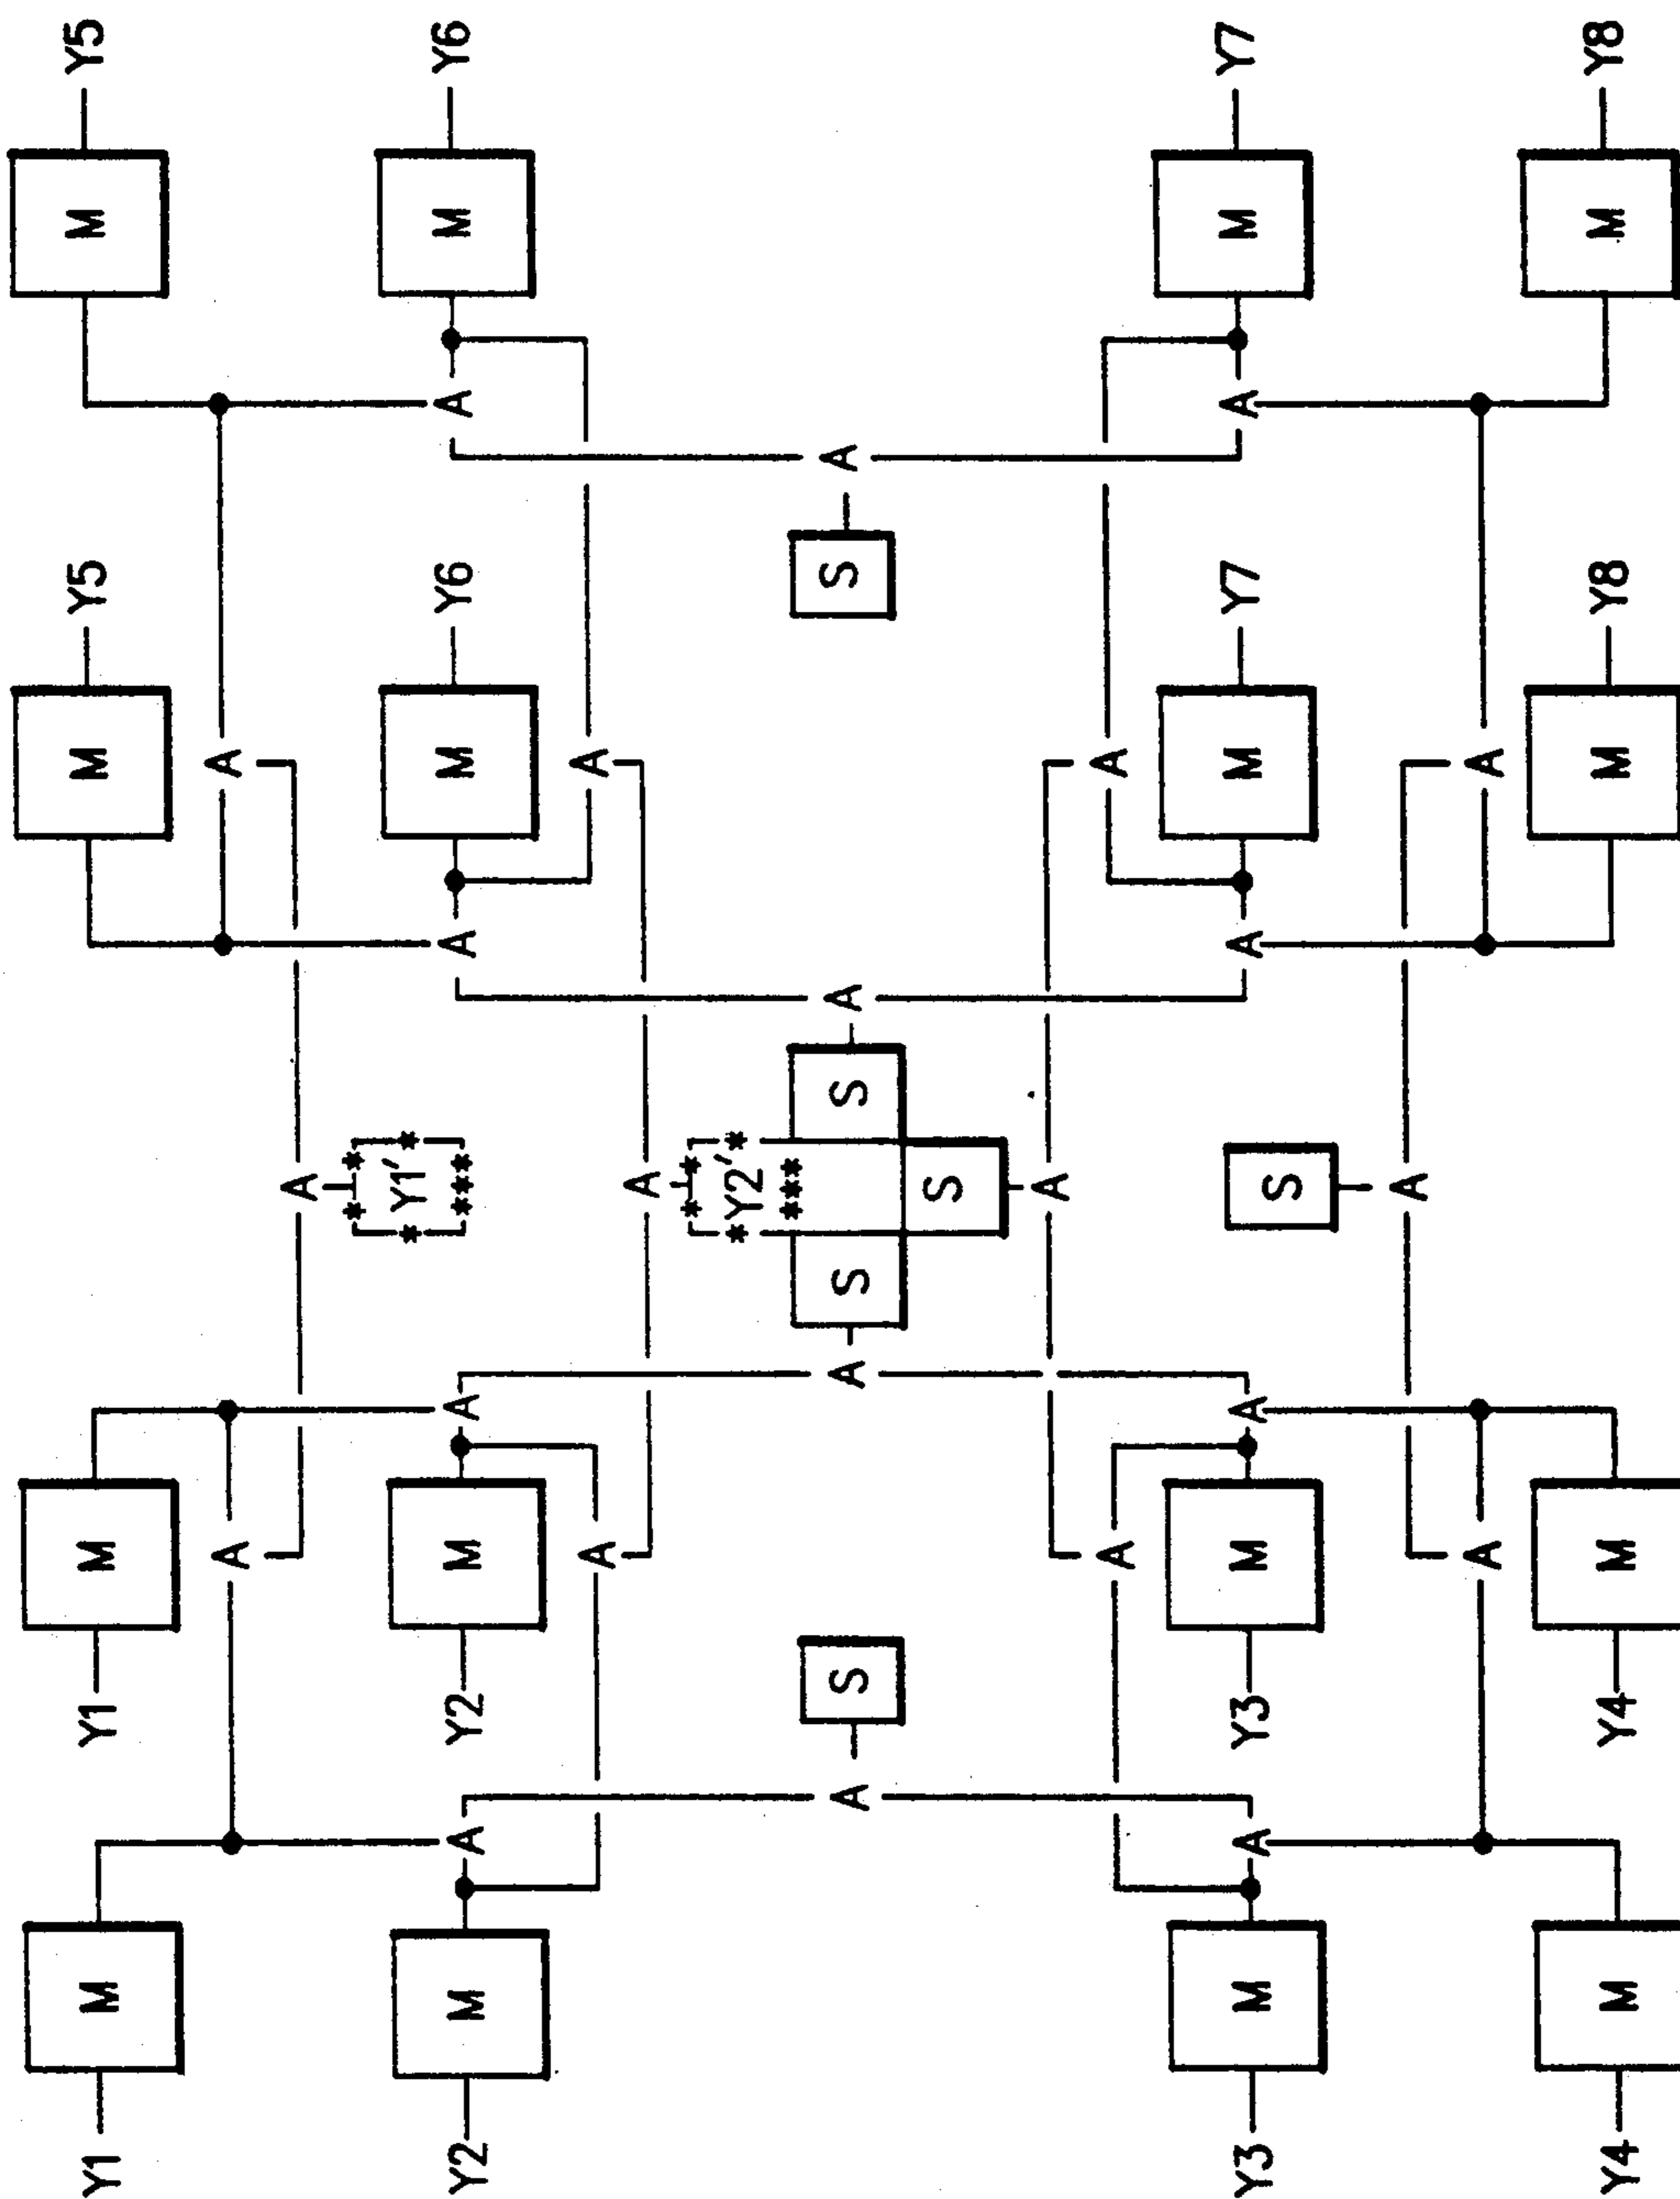 Y1 M Y1 M M Y5 M Y5
A A
A
* *
* Y1' *
***
Y2 M A Y2 M A A M Y6 A M Y6
A A
A
* *
* Y2' *
***
A S A S S A S A
S
A
A A
Y3 M A Y3 M A A M Y7 A M Y7
S
A
A A
Y4 M Y4 M M Y8 M Y8